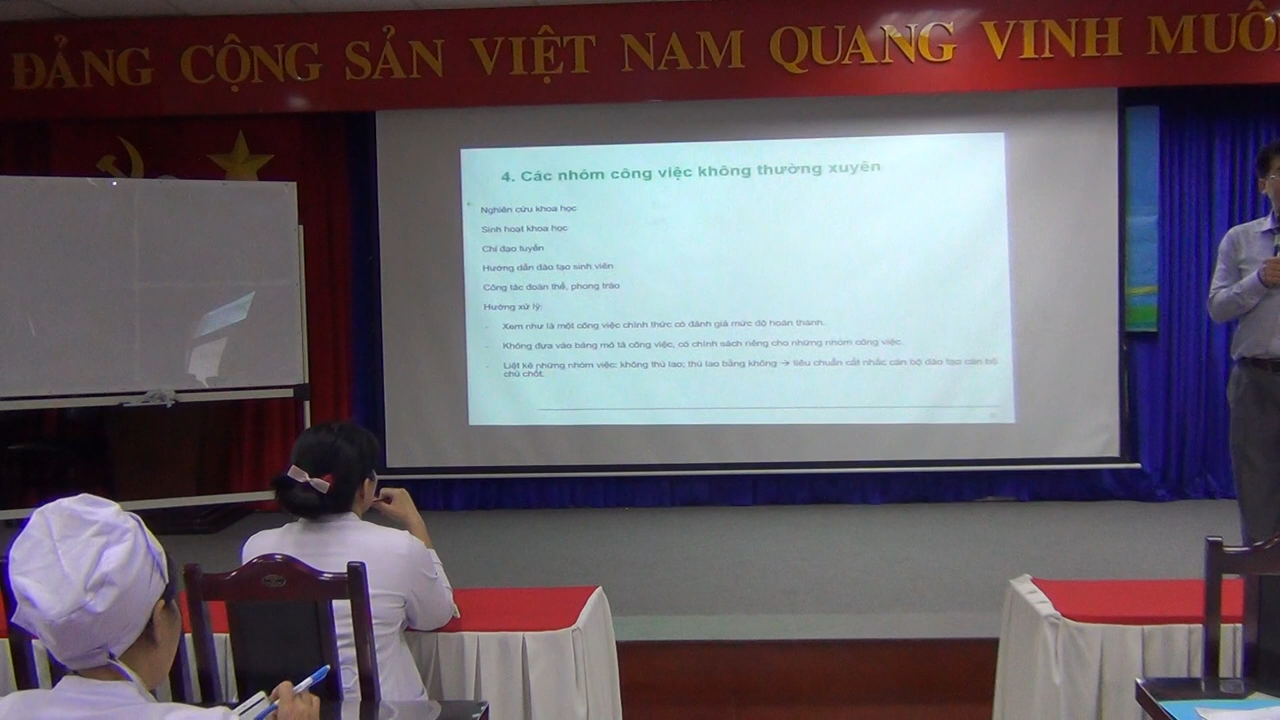 ĐẢNG CỘNG SẢN VIỆT NAM QUANG VINH MUÔ
4. Các nhóm công việc không thường xuyên
Nghiên cứu khoa học
Sinh hoạt khoa học
Chỉ đạo tuyến
Hướng dẫn đào tạo sinh viên
Công tác đoàn thể, phong trào
Hướng xử lý:
- Xem như là một công việc chính thức có đánh giá mức độ hoàn thành.
- Không đưa vào bảng mô tả công việc, có chính sách riêng cho những nhóm công việc.
- Liệt kê những nhóm việc: không thù lao; thù lao bằng không → tiêu chuẩn cất nhắc cán bộ đào tạo cán bộ
chủ chốt.